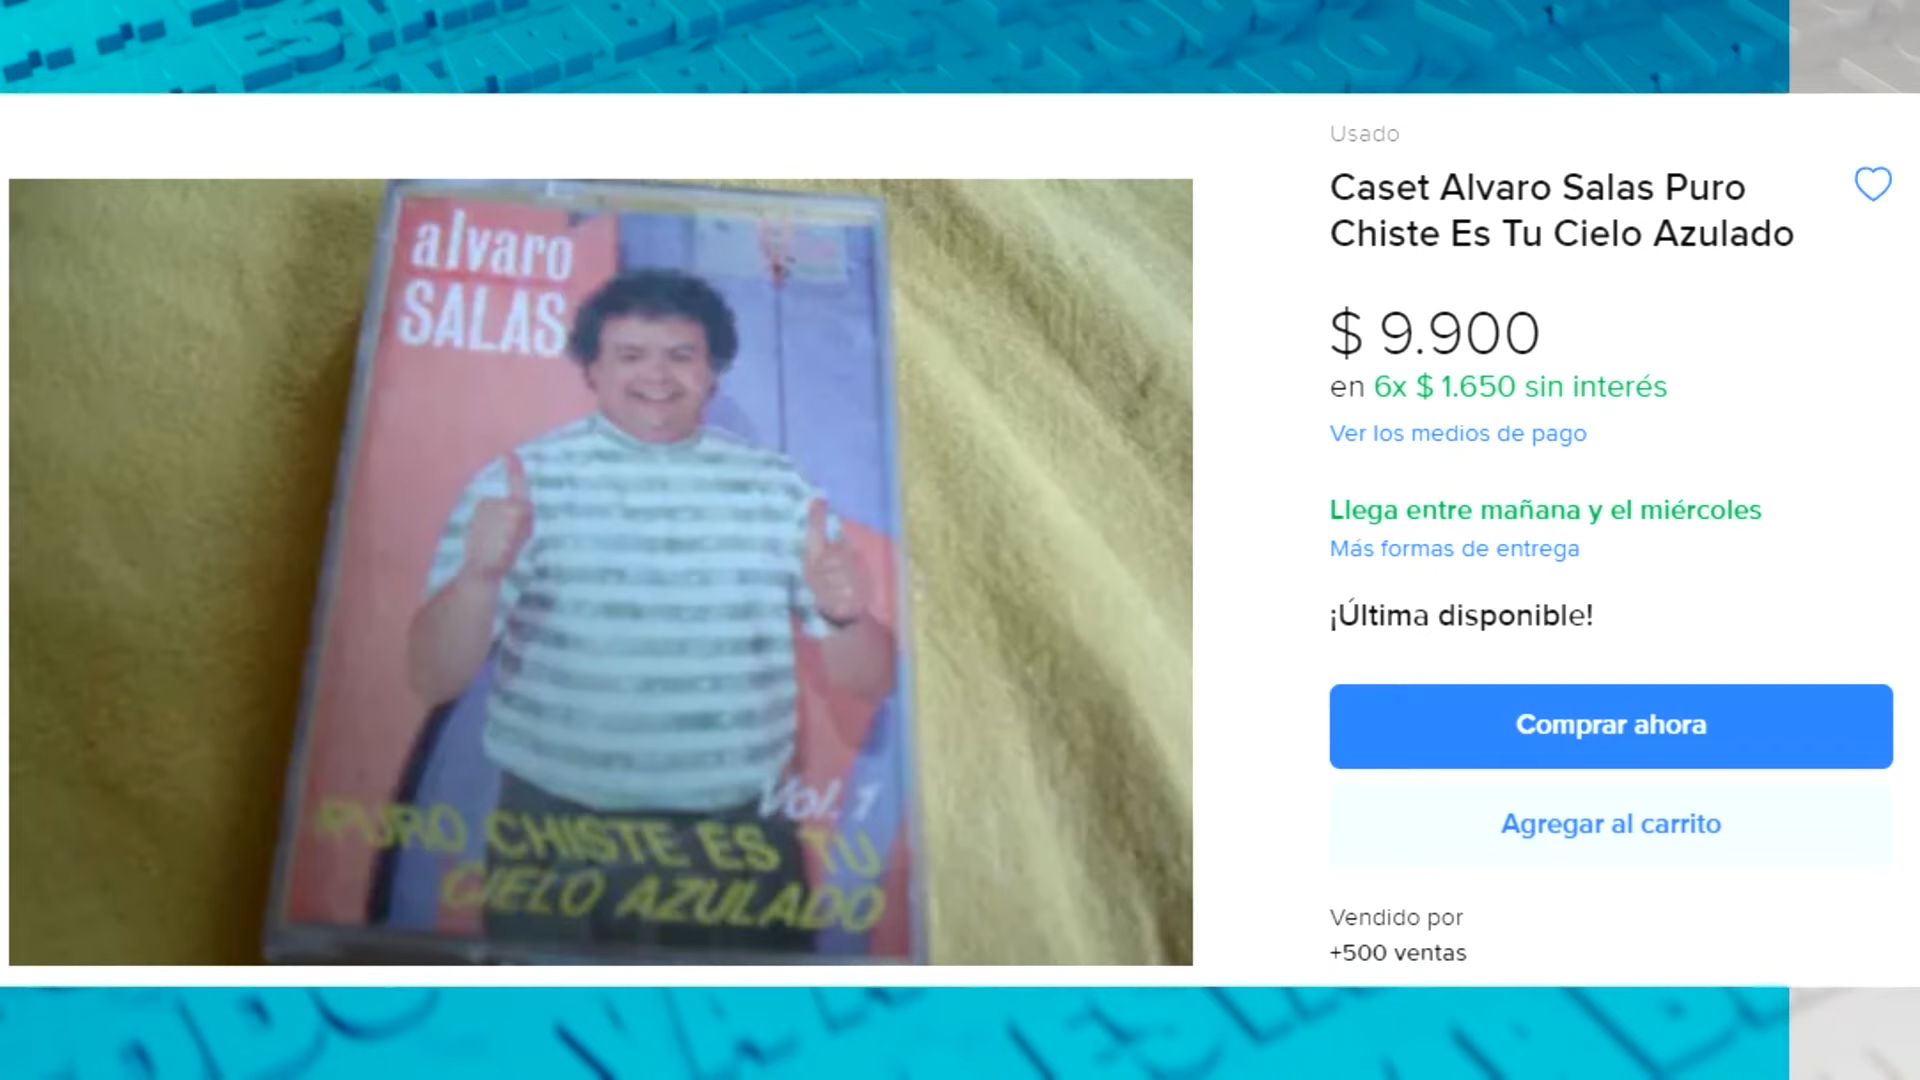 alvaro
SALAS
Vol. 1
PURO CHISTE ES TU
CIELO AZULADO
Usado
Caset Alvaro Salas Puro
Chiste Es Tu Cielo Azulado
$ 9.900
en 6x $ 1.650 sin interés
Ver los medios de pago
Llega entre mañana y el miércoles
Más formas de entrega
¡Última disponible!
Comprar ahora
Agregar al carrito
Vendido por
+500 ventas